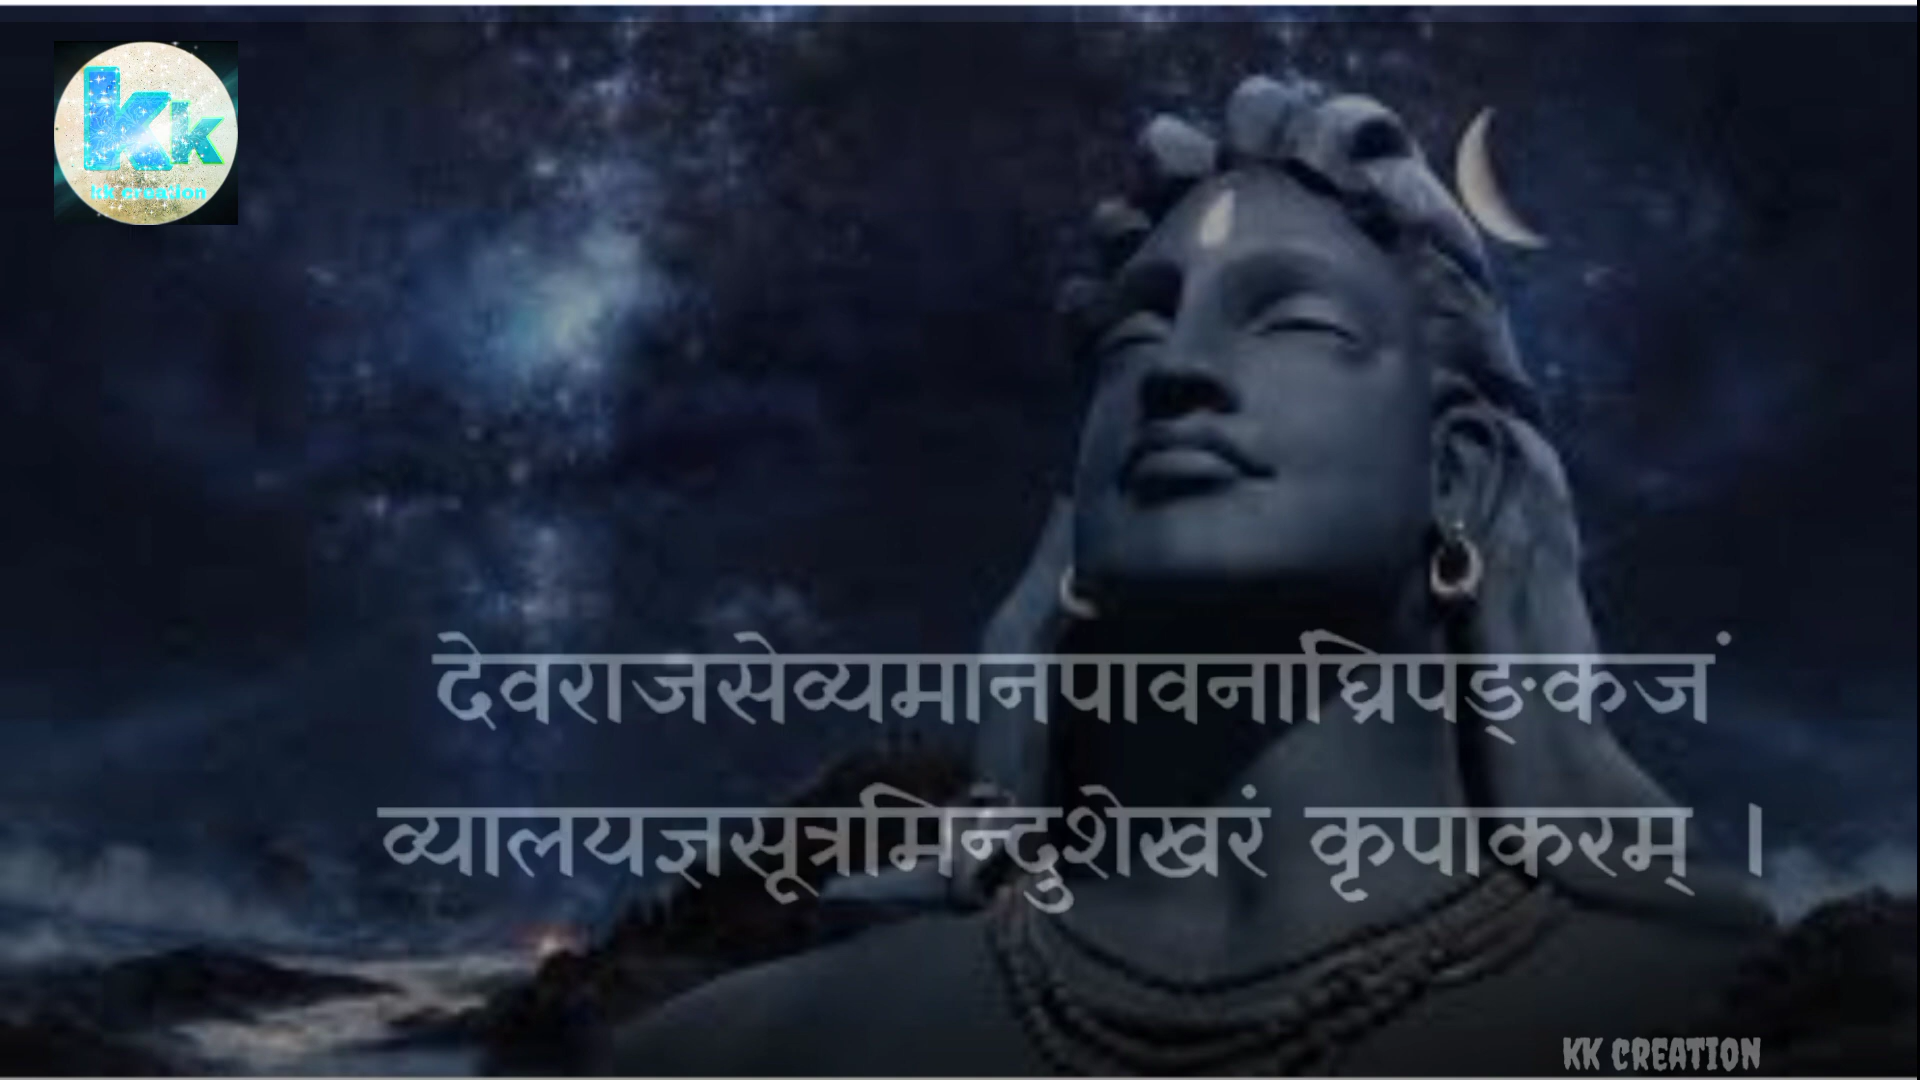 Kk
kk creation
देवराजसेव्यमानपावनार्ंघ्रिपङ्कजं
व्यालयज्ञसूत्रमिन्दुशेखरं कृपाकरम् ।
KK CREATION